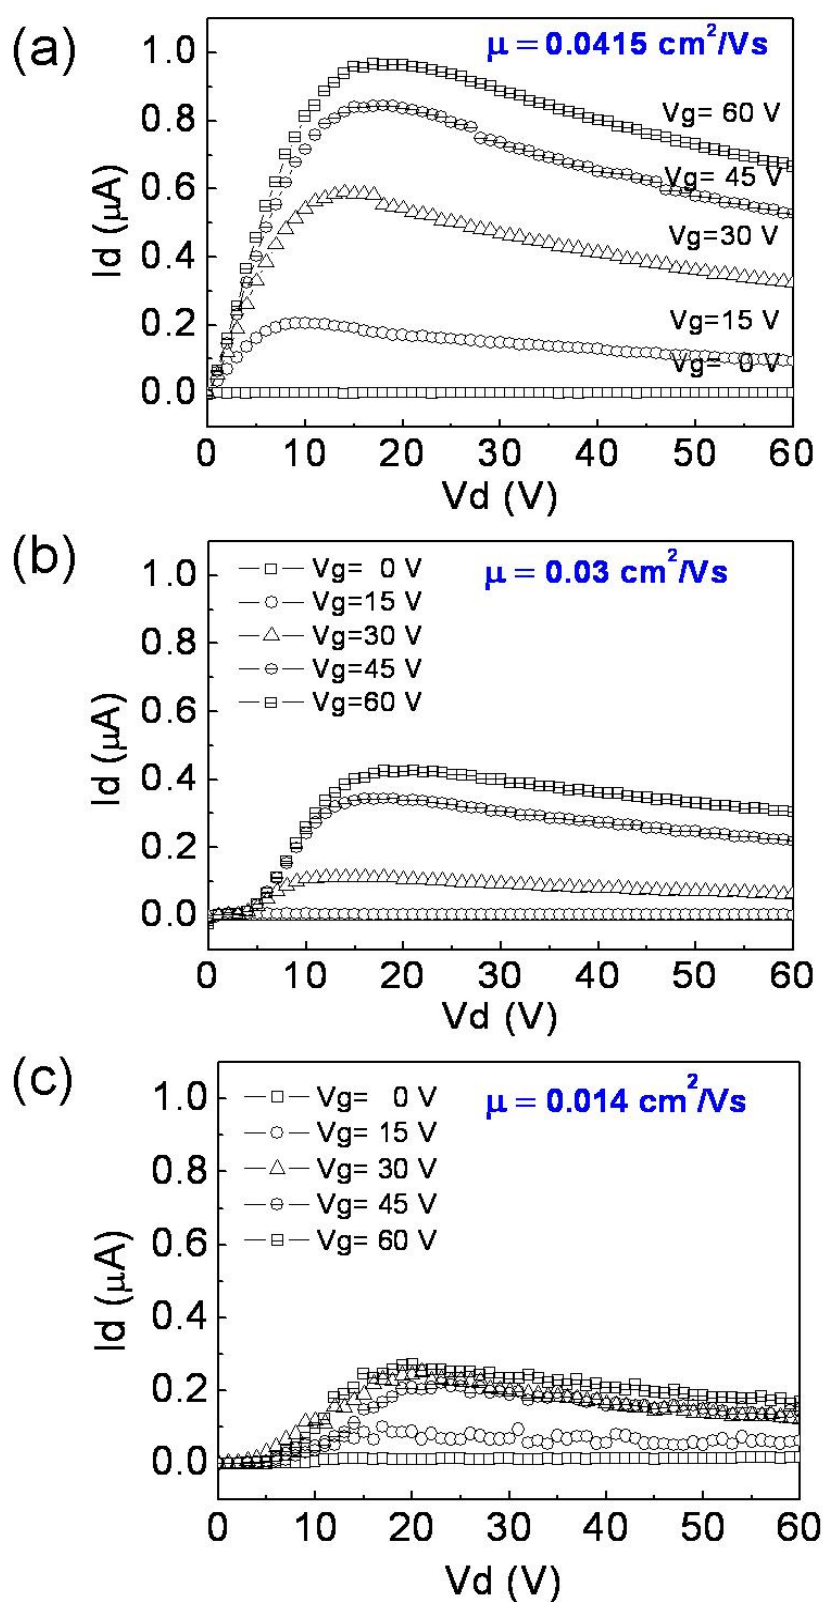 (a)
μ = 0.0415 cm²/Vs
1.0
0.8
0.6
0.4
0.2
0.0
Id (μA)
Vg= 60 V
Vg= 45 V
Vg=30 V
Vg=15 V
Vg= 0 V
0 10 20 30 40 50 60
Vd (V)
(b)
μ = 0.03 cm²/Vs
Vg= 0 V
Vg=15 V
Vg=30 V
Vg=45 V
Vg=60 V
1.0
0.8
0.6
0.4
0.2
0.0
Id (μA)
0 10 20 30 40 50 60
Vd (V)
(c)
μ = 0.014 cm²/Vs
Vg= 0 V
Vg= 15 V
Vg= 30 V
Vg= 45 V
Vg= 60 V
1.0
0.8
0.6
0.4
0.2
0.0
Id (μA)
0 10 20 30 40 50 60
Vd (V)